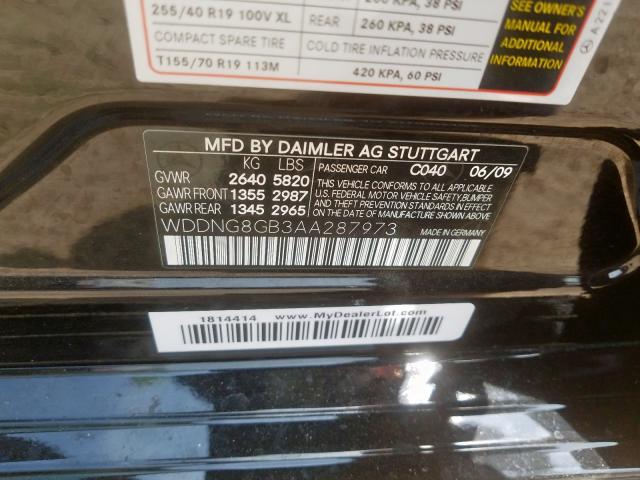 255/40 R19 100V XL
REAR
260 KPA, 38 PSI
COMPACT SPARE TIRE
COLD TIRE INFLATION PRESSURE
T155/70 R19 113M
420 KPA, 60 PSI
SEE OWNER'S
MANUAL FOR
ADDITIONAL
INFORMATION
MFD BY DAIMLER AG STUTTGART
KG LBS
GVWR 2640 5820
GAWR FRONT 1355 2987
GAWR REAR 1345 2965
PASSENGER CAR C040 06/09
THIS VEHICLE CONFORMS TO ALL APPLICABLE
U.S. FEDERAL MOTOR VEHICLE SAFETY, BUMPER,
AND THEFT PREVENTION STANDARDS IN
EFFECT ON THE DATE OF MANUFACTURE
SHOWN ABOVE.
WDDNG8GB3AA287973
MADE IN GERMANY
1814414 www.MyDealerLot.com